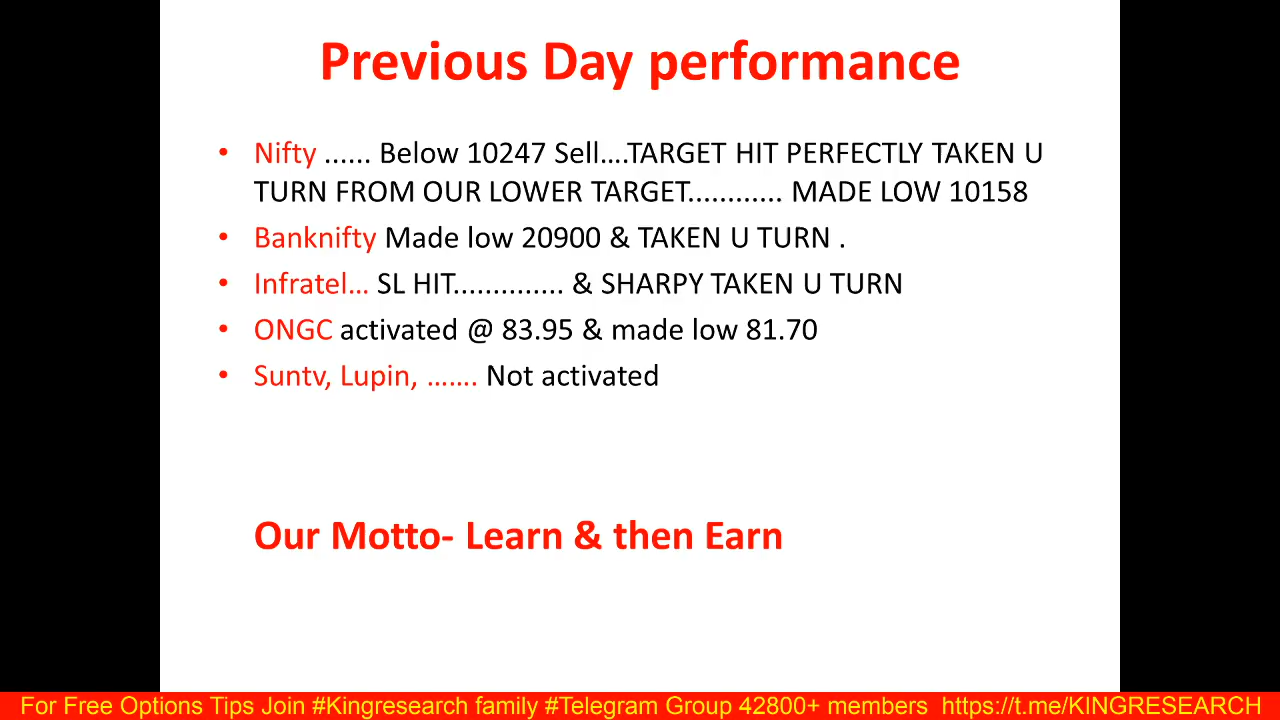 Previous Day performance
• Nifty ...... Below 10247 Sell....TARGET HIT PERFECTLY TAKEN U
TURN FROM OUR LOWER TARGET............ MADE LOW 10158
• Banknifty Made low 20900 & TAKEN U TURN .
• Infratel... SL HIT.............. & SHARPY TAKEN U TURN
• ONGC activated @ 83.95 & made low 81.70
• Suntv, Lupin, ....... Not activated
Our Motto- Learn & then Earn
For Free Options Tips Join #Kingresearch family #Telegram Group 42800+ members https://t.me/KINGRESEARCH